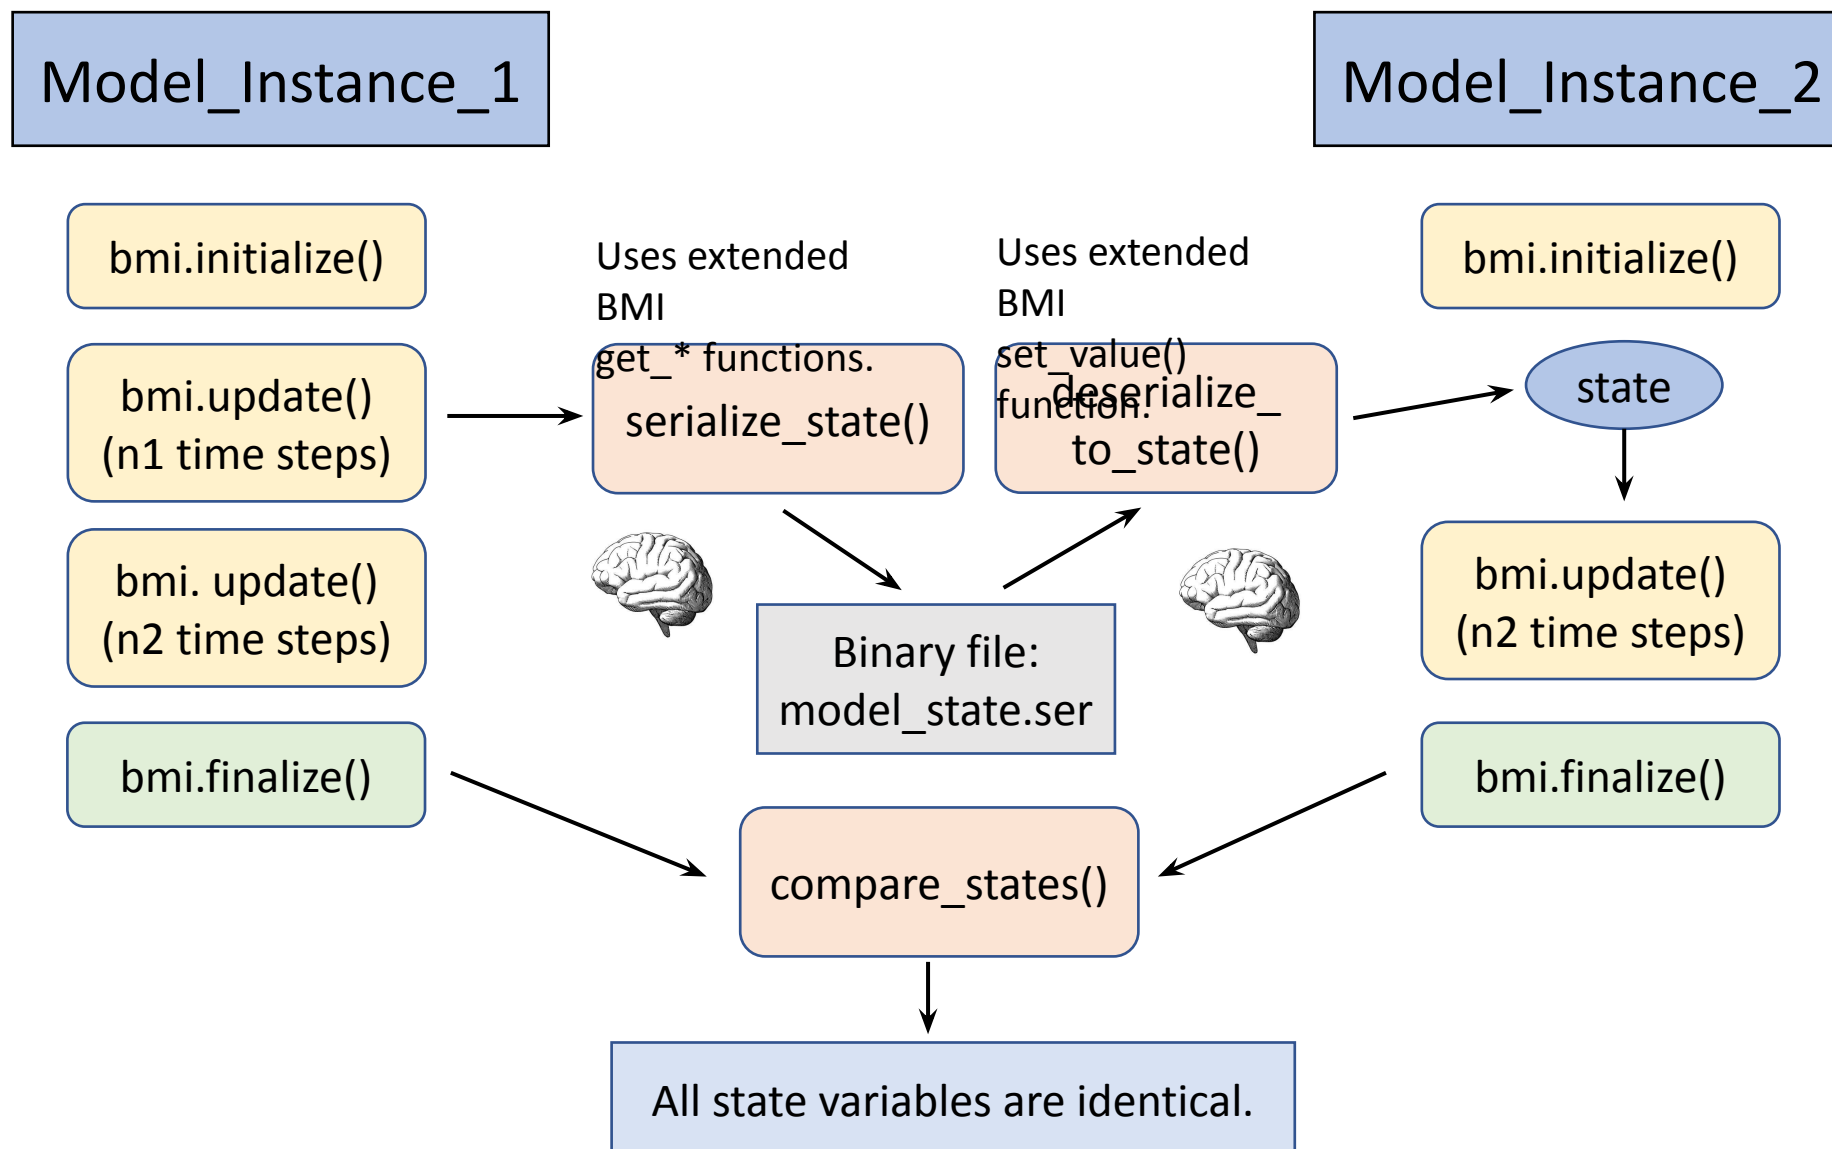 Model_Instance_1
Model_Instance_2
bmi.initialize()
bmi.update()
(n1 time steps)
bmi. update()
(n2 time steps)
bmi.finalize()
Uses extended
BMI
get_* functions.
serialize_state()
Uses extended
BMI
set_value()
function.
deserialize_
to_state()
Binary file:
model_state.ser
bmi.initialize()
state
bmi.update()
(n2 time steps)
bmi.finalize()
compare_states()
All state variables are identical.